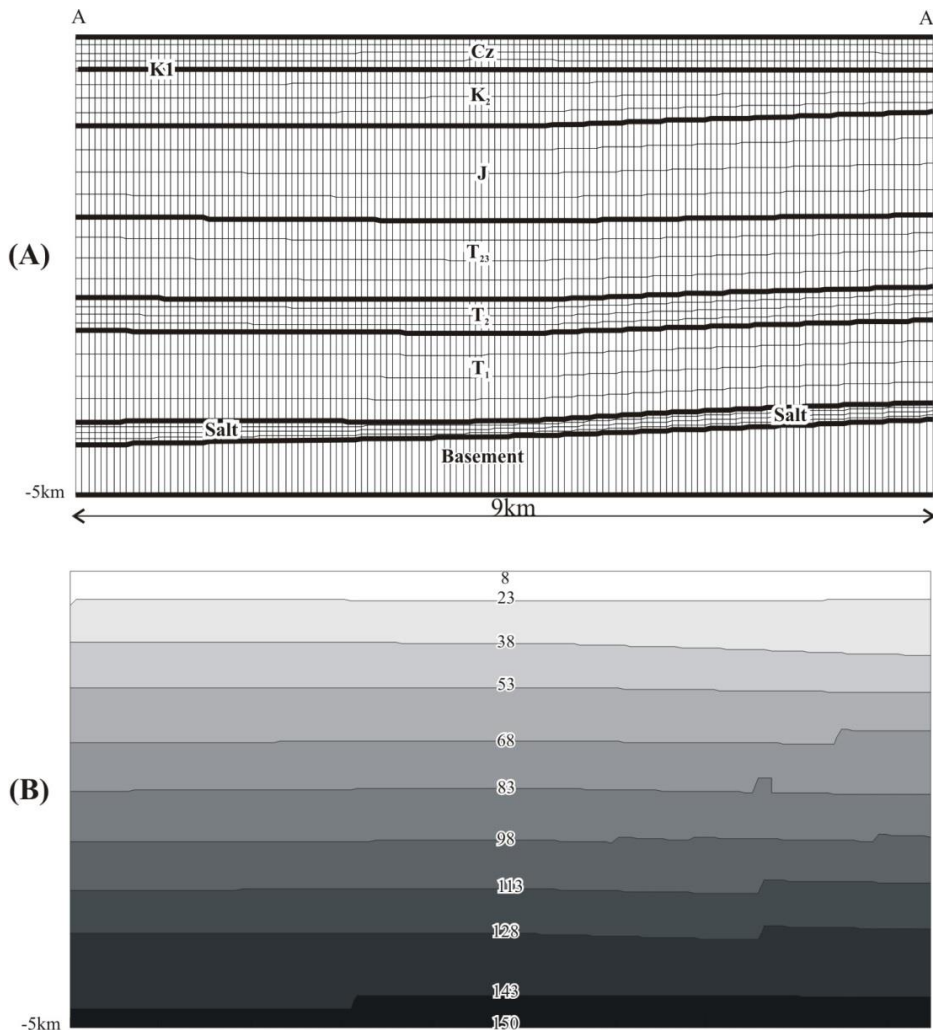 A A
Cz
K1
K2
J
(A)
T23
T2
T1
Salt Salt
Basement
-5km
9km
8
23
38
53
68
(B)
83
98
113
128
143
-5km
150